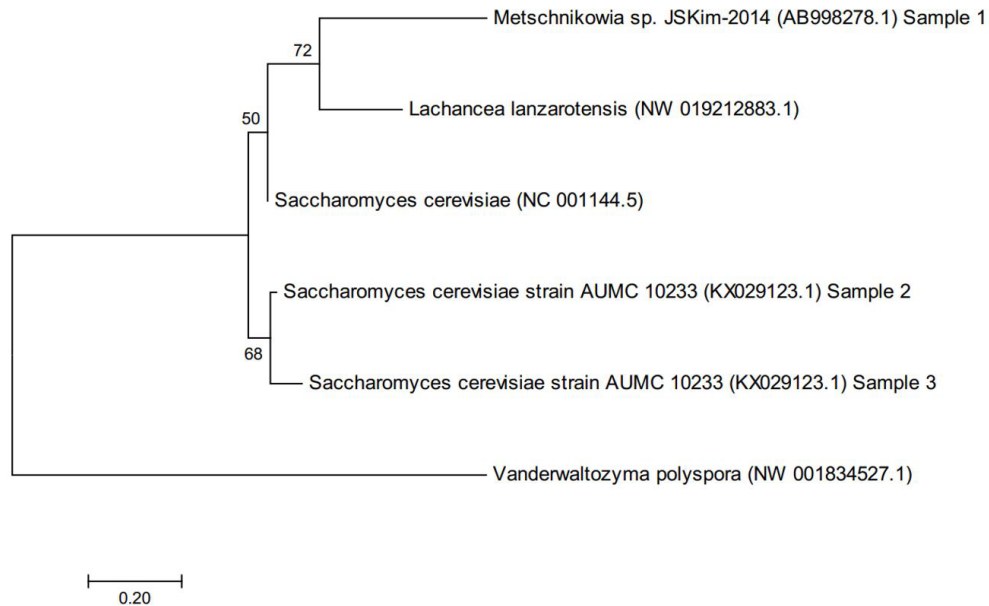 Metschnikowia sp. JSKim-2014 (AB998278.1) Sample 1
72
Lachancea lanzarotensis (NW 019212883.1)
50
Saccharomyces cerevisiae (NC 001144.5)
Saccharomyces cerevisiae strain AUMC 10233 (KX029123.1) Sample 2
68
Saccharomyces cerevisiae strain AUMC 10233 (KX029123.1) Sample 3
Vanderwaltozyma polyspora (NW 001834527.1)
0.20